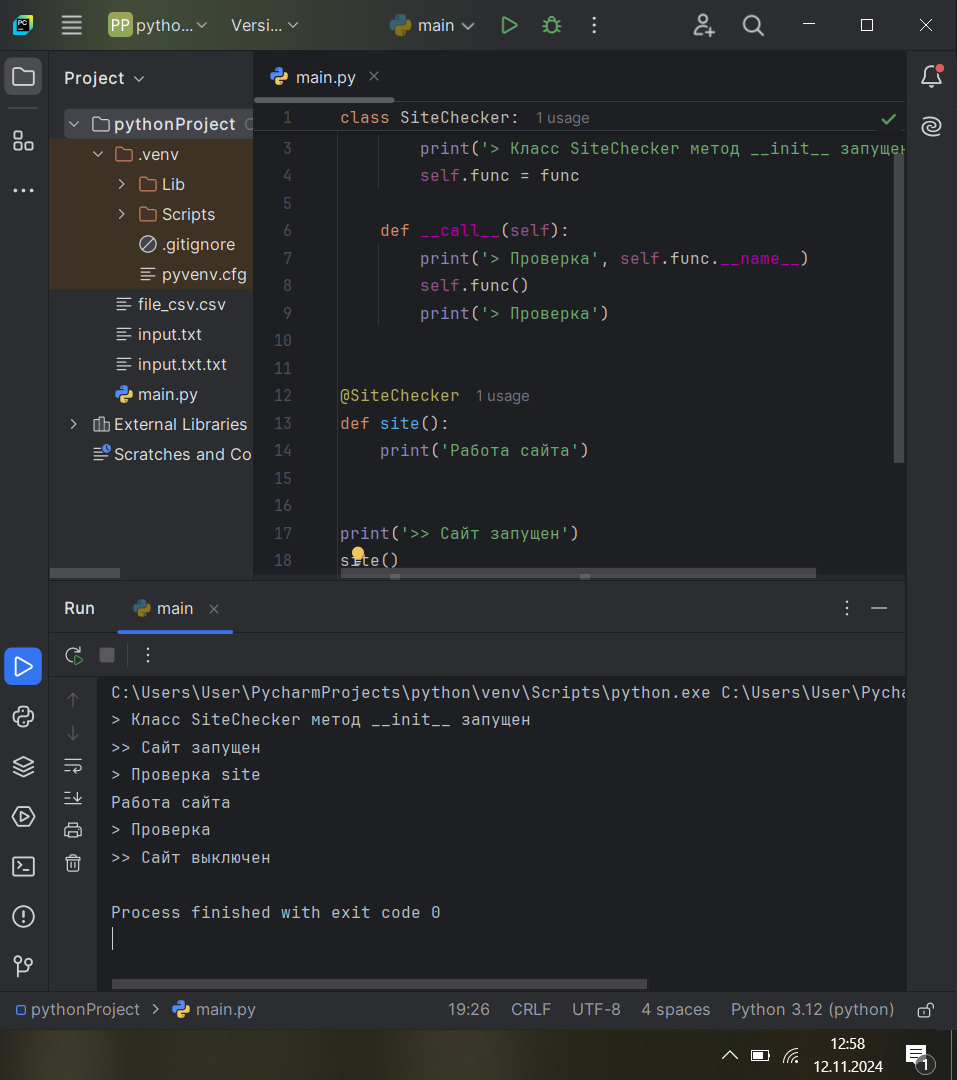 PC
PP pytho...
Versi...
main
Project
main.py
pythonProject
.venv
Lib
Scripts
.gitignore
pyvenv.cfg
file_csv.csv
input.txt
input.txt.txt
main.py
External Libraries
Scratches and Co
1 class SiteChecker: 1 usage
3 print('> Класс SiteChecker метод __init__ запущен
4 self.func = func
5
6 def __call__(self):
7 print('> Проверка', self.func.__name__)
8 self.func()
9 print('> Проверка')
10
11
12 @SiteChecker 1 usage
13 def site():
14 print('Работа сайта')
15
16
17 print('>> Сайт запущен')
18 site()
Run
main
C:\Users\User\PycharmProjects\python\venv\Scripts\python.exe C:\Users\User\Pycha
> Класс SiteChecker метод __init__ запущен
>> Сайт запущен
> Проверка site
Работа сайта
> Проверка
>> Сайт выключен
Process finished with exit code 0
pythonProject
main.py
19:26
CRLF
UTF-8
4 spaces
Python 3.12 (python)
12:58
12.11.2024
1